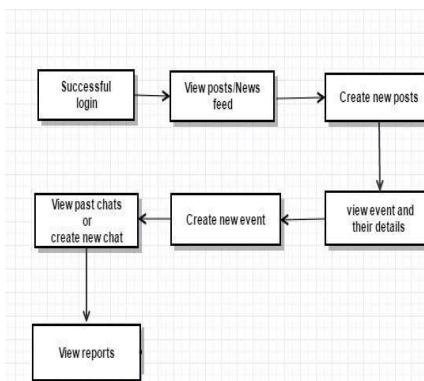 Successful
login
View posts/News
feed
Create new posts
view event and
their details
Create new event
View past chats
or
create new chat
View reports